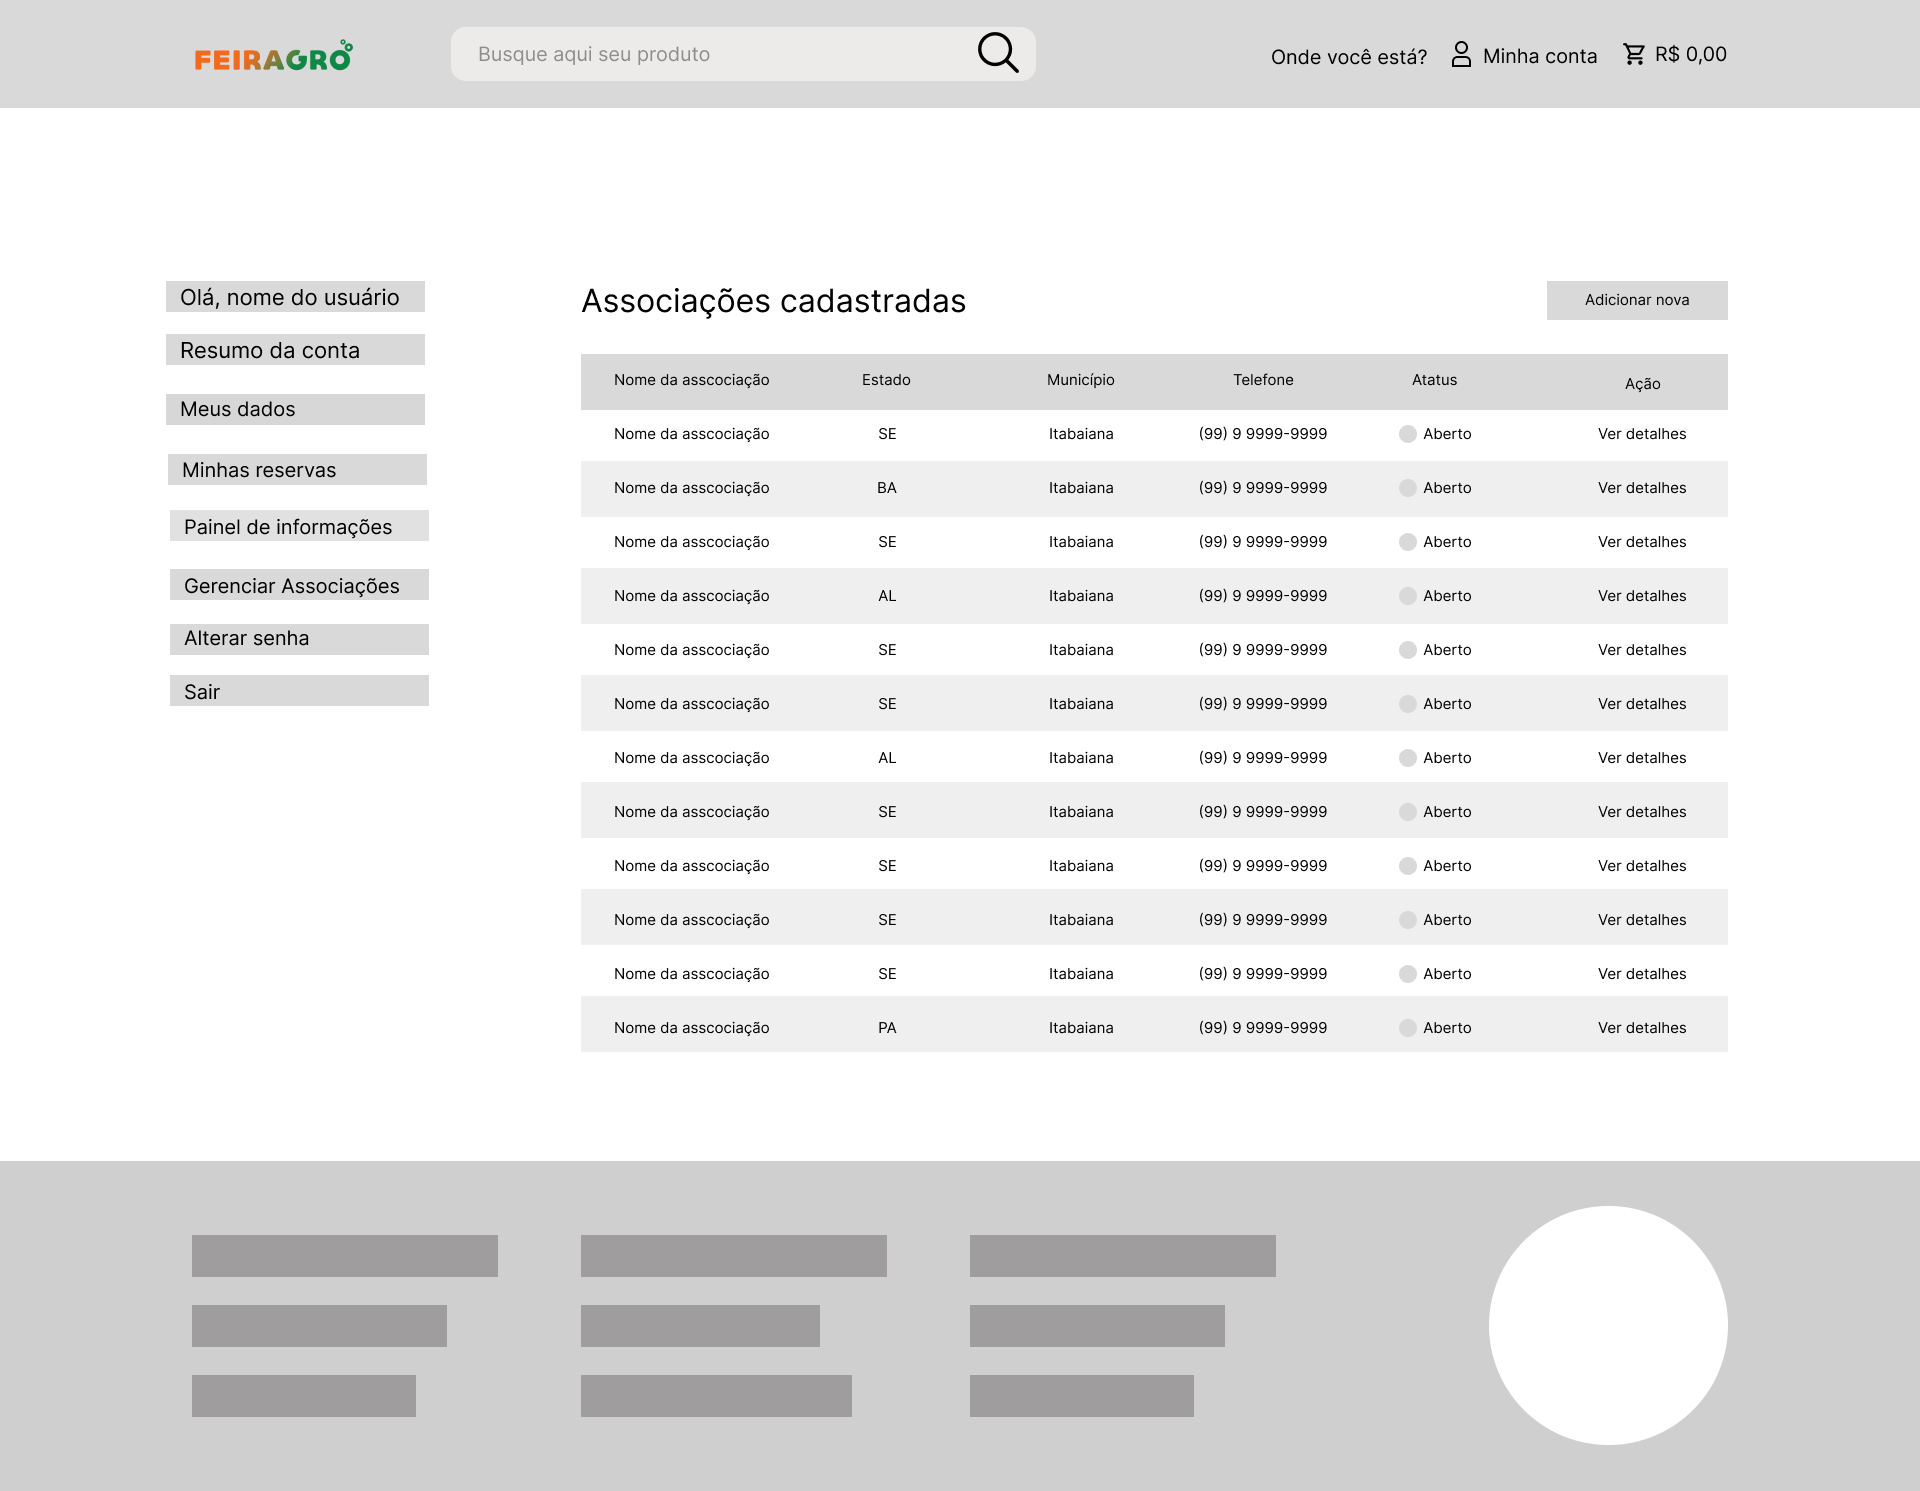 FEIRAGRO
Busque aqui seu produto
Onde você está?
Minha conta
R$ 0,00
Olá, nome do usuário
Resumo da conta
Meus dados
Minhas reservas
Painel de informações
Gerenciar Associações
Alterar senha
Sair
Associações cadastradas
Adicionar nova
Nome da asscociação Estado Município Telefone Atatus Ação
Nome da asscociação SE Itabaiana (99) 9 9999-9999 Aberto Ver detalhes
Nome da asscociação BA Itabaiana (99) 9 9999-9999 Aberto Ver detalhes
Nome da asscociação SE Itabaiana (99) 9 9999-9999 Aberto Ver detalhes
Nome da asscociação AL Itabaiana (99) 9 9999-9999 Aberto Ver detalhes
Nome da asscociação SE Itabaiana (99) 9 9999-9999 Aberto Ver detalhes
Nome da asscociação SE Itabaiana (99) 9 9999-9999 Aberto Ver detalhes
Nome da asscociação AL Itabaiana (99) 9 9999-9999 Aberto Ver detalhes
Nome da asscociação SE Itabaiana (99) 9 9999-9999 Aberto Ver detalhes
Nome da asscociação SE Itabaiana (99) 9 9999-9999 Aberto Ver detalhes
Nome da asscociação SE Itabaiana (99) 9 9999-9999 Aberto Ver detalhes
Nome da asscociação SE Itabaiana (99) 9 9999-9999 Aberto Ver detalhes
Nome da asscociação PA Itabaiana (99) 9 9999-9999 Aberto Ver detalhes